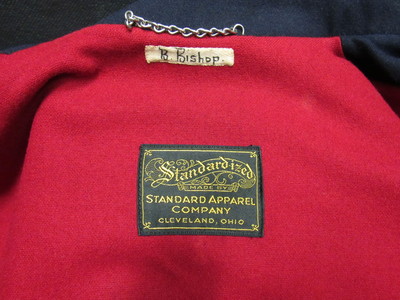 B. Bishop.
Standardized
MADE BY
STANDARD APPAREL
COMPANY
CLEVELAND, OHIO